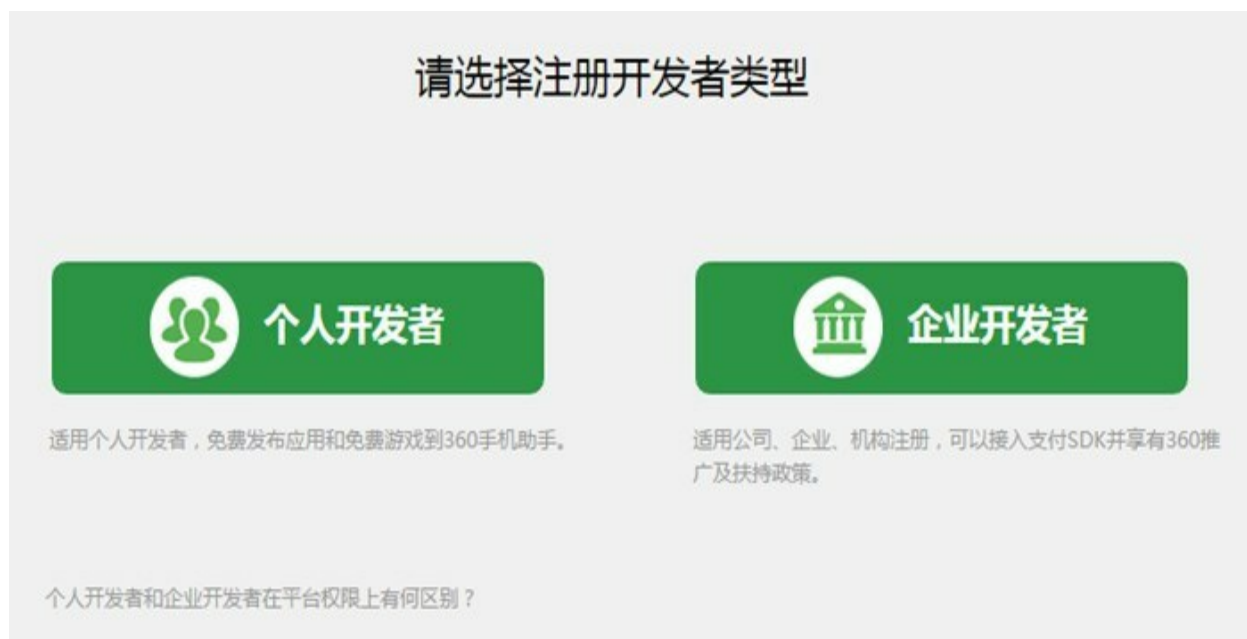 请选择注册开发者类型
个人开发者
企业开发者
适用个人开发者，免费发布应用和免费游戏到360手机助手。
适用公司、企业、机构注册，可以接入支付SDK并享有360推
广及扶持政策。
个人开发者和企业开发者在平台权限上有何区别？